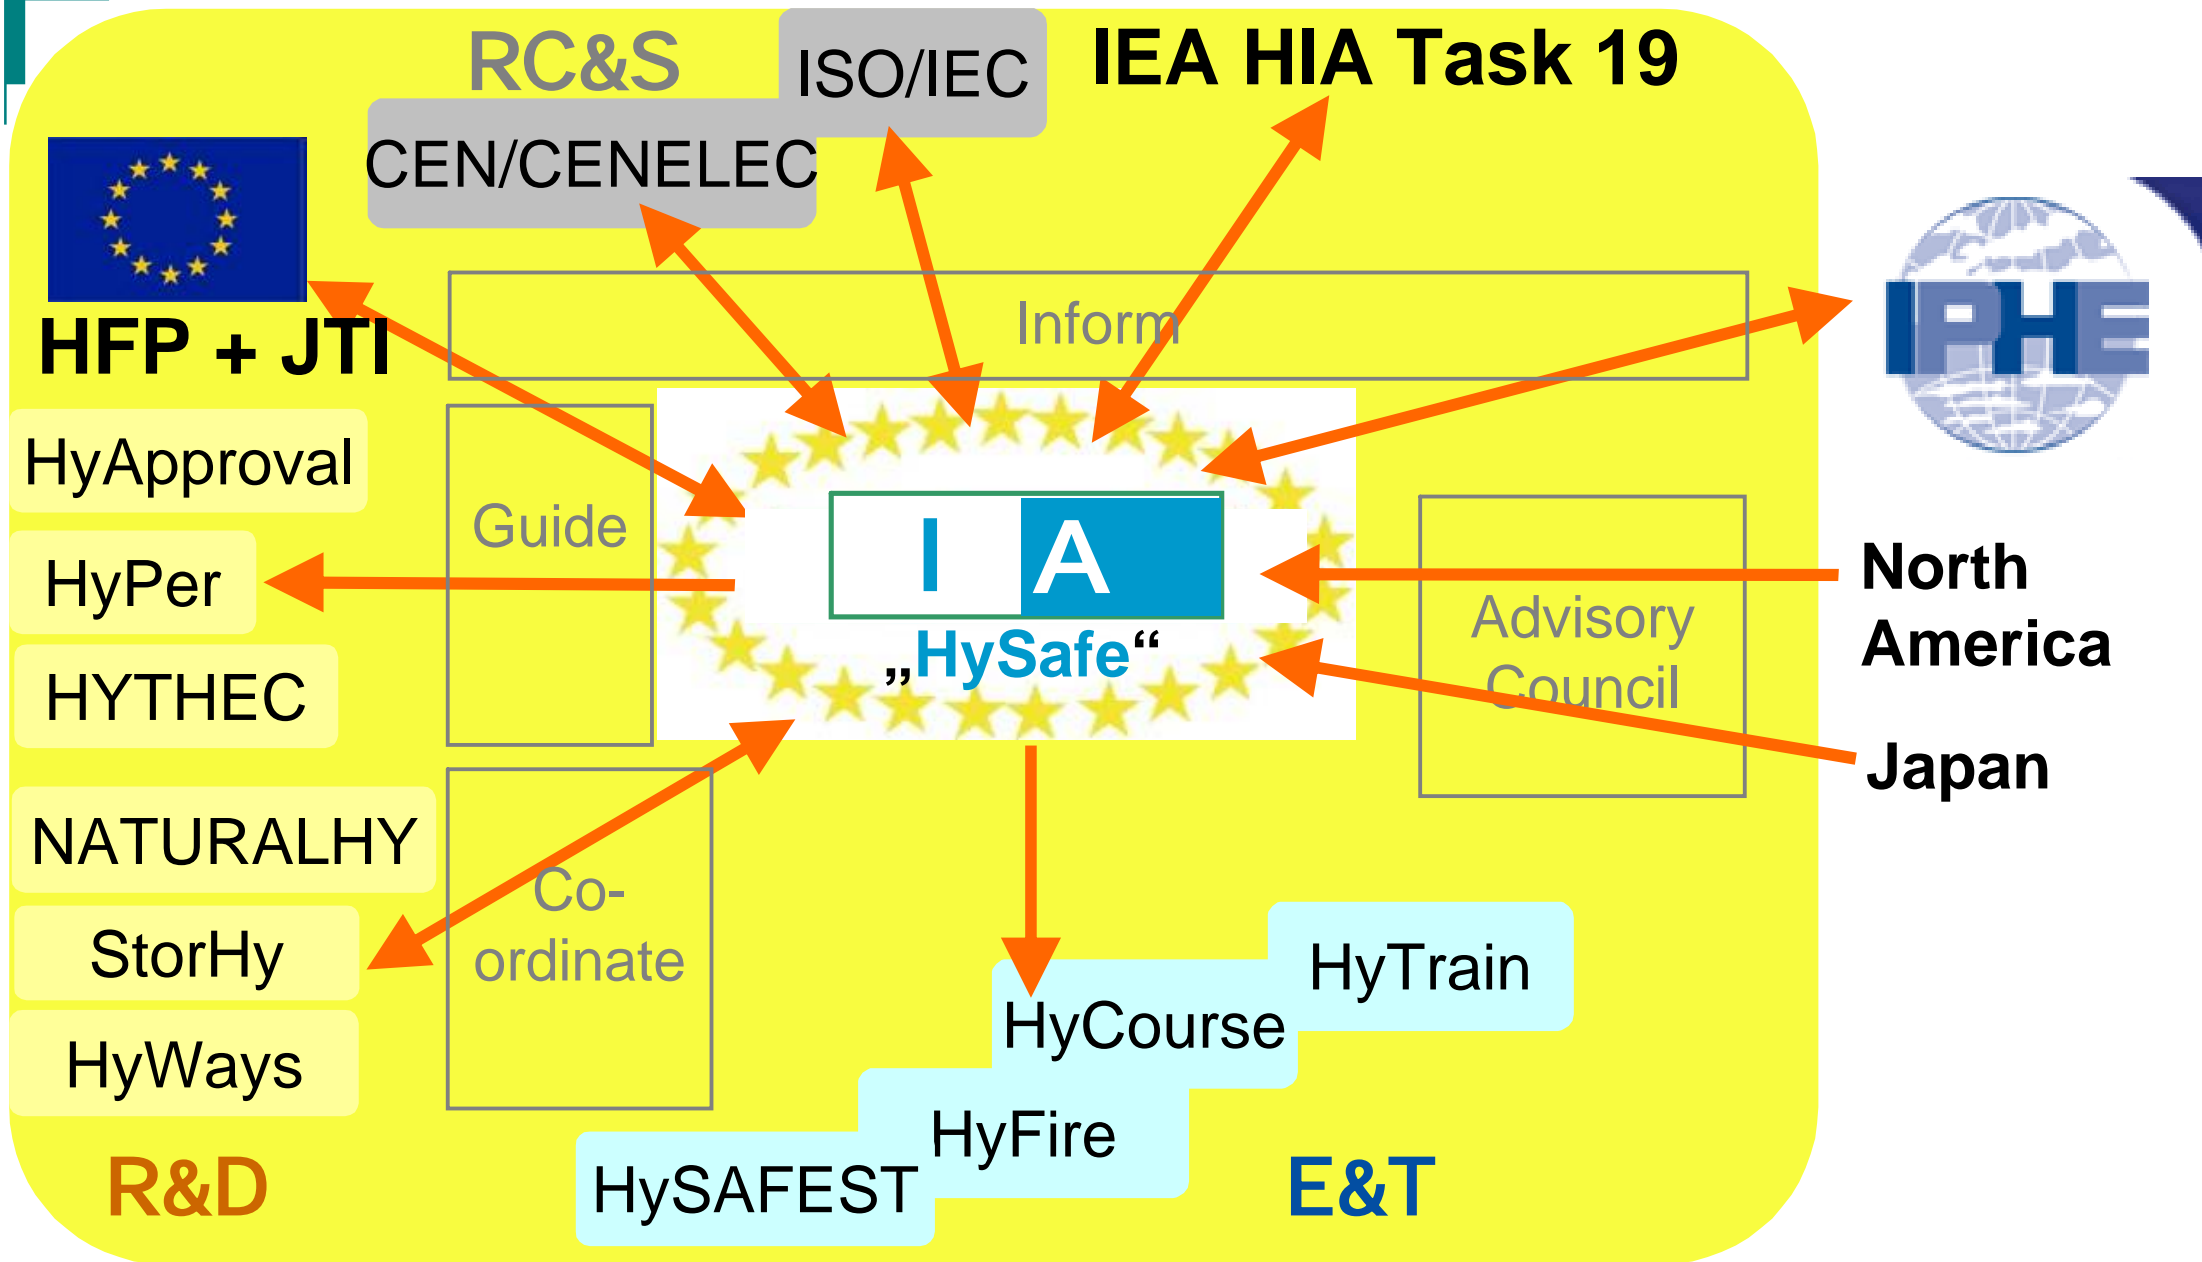 RC&S
ISO/IEC
IEA HIA Task 19
CEN/CENELEC
HFP + JTI
Inform
IPHE
HyApproval
Guide
I A
„HySafe“
HyPer
HYTHEC
NATURALHY
StorHy
HyWays
R&D
Co-
ordinate
Advisory
Council
North
America
Japan
HyTrain
HyCourse
HyFire
HySAFEST
E&T